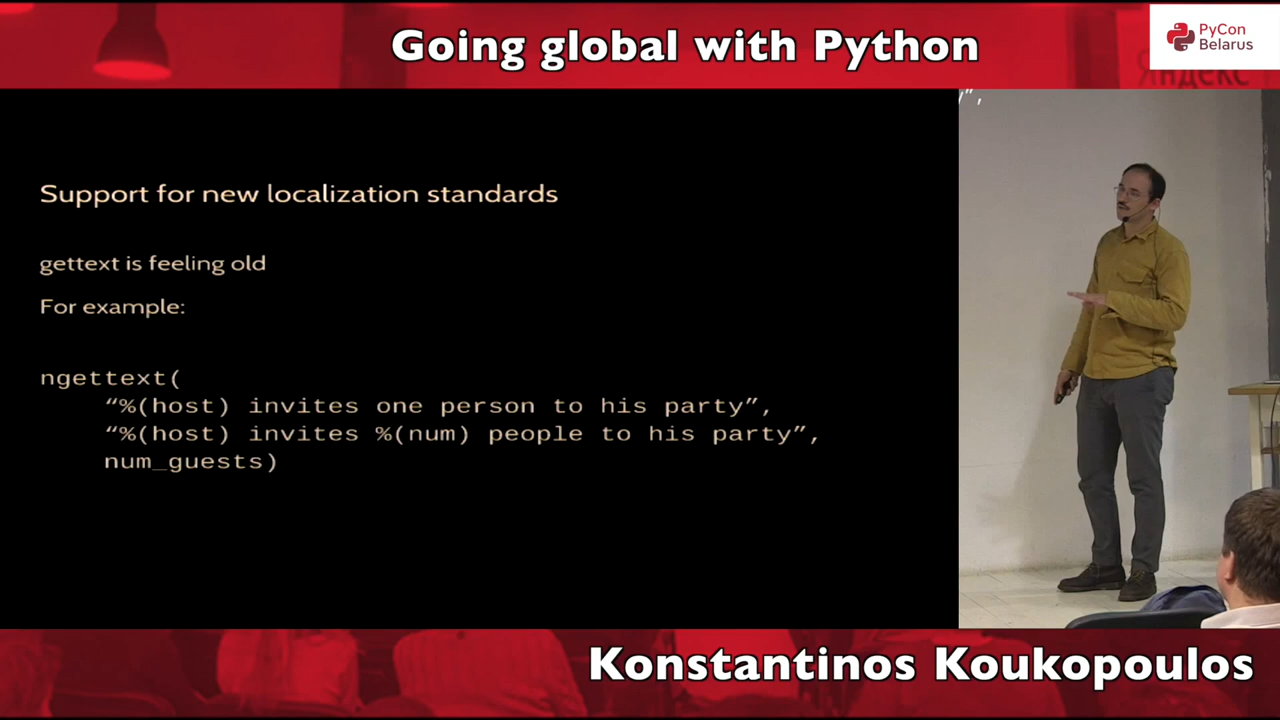 Going global with Python
PyCon
Belarus
Яндекс
y",
Support for new localization standards
gettext is feeling old
For example:
ngettext(
“%(host) invites one person to his party”,
“%(host) invites %(num) people to his party”,
num_guests)
Konstantinos Koukopoulos